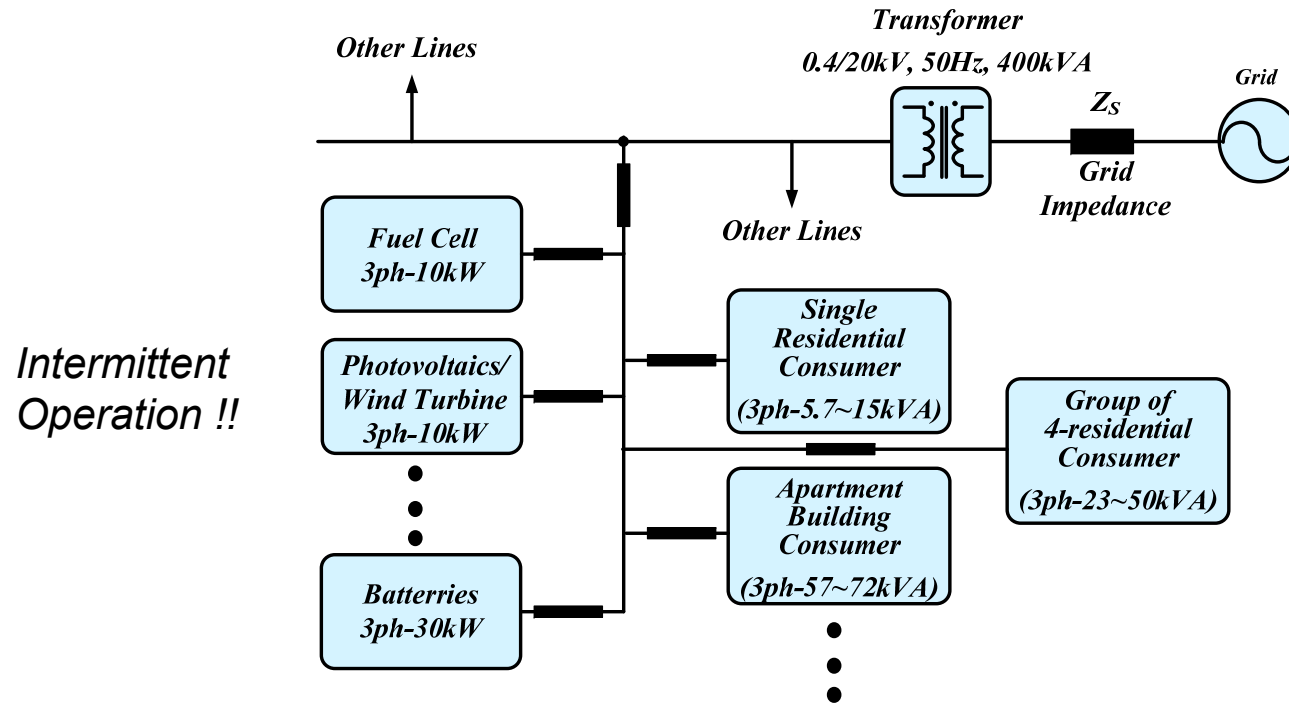 Transformer
0.4/20kV, 50Hz, 400kVA
Other Lines
Grid
Z_S
Grid
Impedance
Other Lines
Fuel Cell
3ph-10kW
Intermittent
Operation !!
Photovoltaics/
Wind Turbine
3ph-10kW
Batterries
3ph-30kW
Single
Residential
Consumer
(3ph-5.7~15kVA)
Group of
4-residential
Consumer
(3ph-23~50kVA)
Apartment
Building
Consumer
(3ph-57~72kVA)